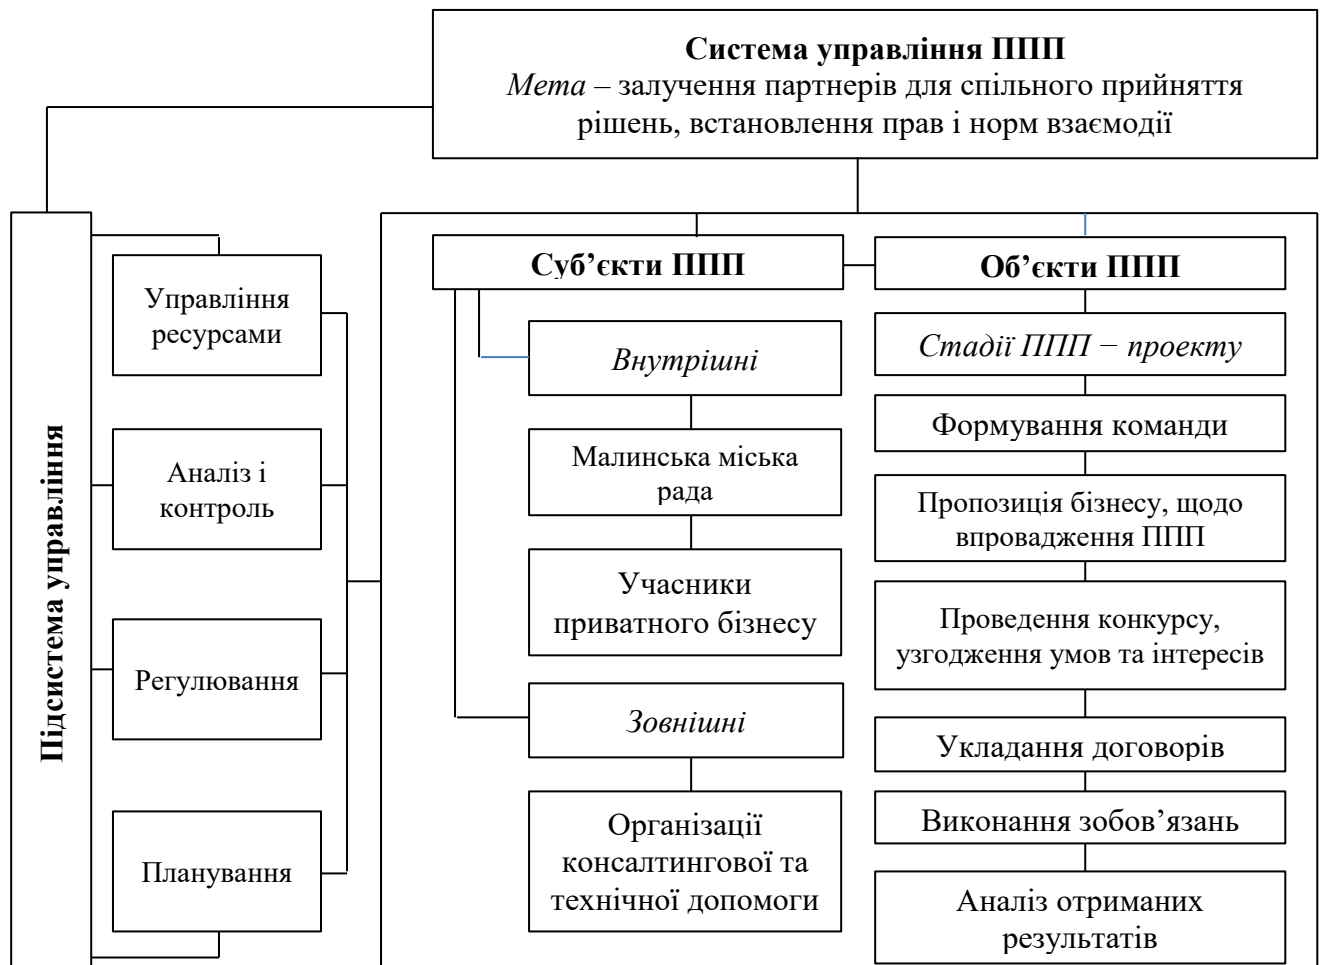 Система управління ППП
Мета – залучення партнерів для спільного прийняття
рішень, встановлення прав і норм взаємодії
Підсистема управління
Управління
ресурсами
Аналіз і
контроль
Регулювання
Планування
Суб’єкти ППП
Внутрішні
Малинська міська
рада
Учасники
приватного бізнесу
Зовнішні
Організації
консалтингової та
технічної допомоги
Об’єкти ППП
Стадії ППП − проекту
Формування команди
Пропозиція бізнесу, щодо
впровадження ППП
Проведення конкурсу,
узгодження умов та інтересів
Укладання договорів
Виконання зобов’язань
Аналіз отриманих
результатів